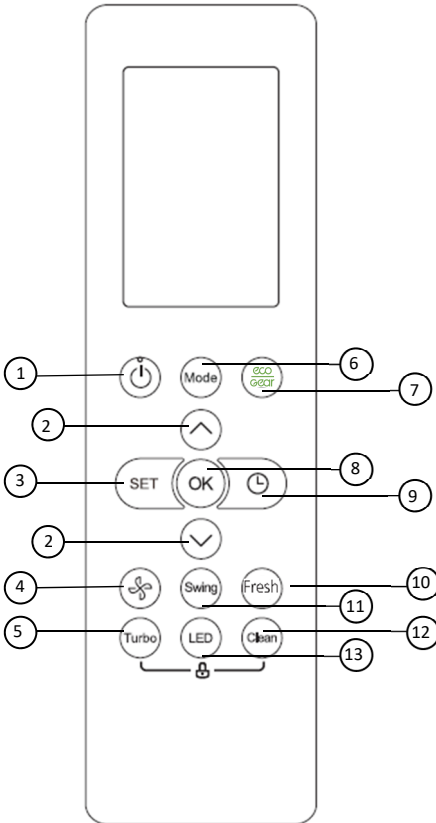 1
Mode
6
eco
Gear
7
2
SET
OK
8
3
9
2
4
Swing
Fresh
10
11
5
Turbo
LED
Clean
12
13